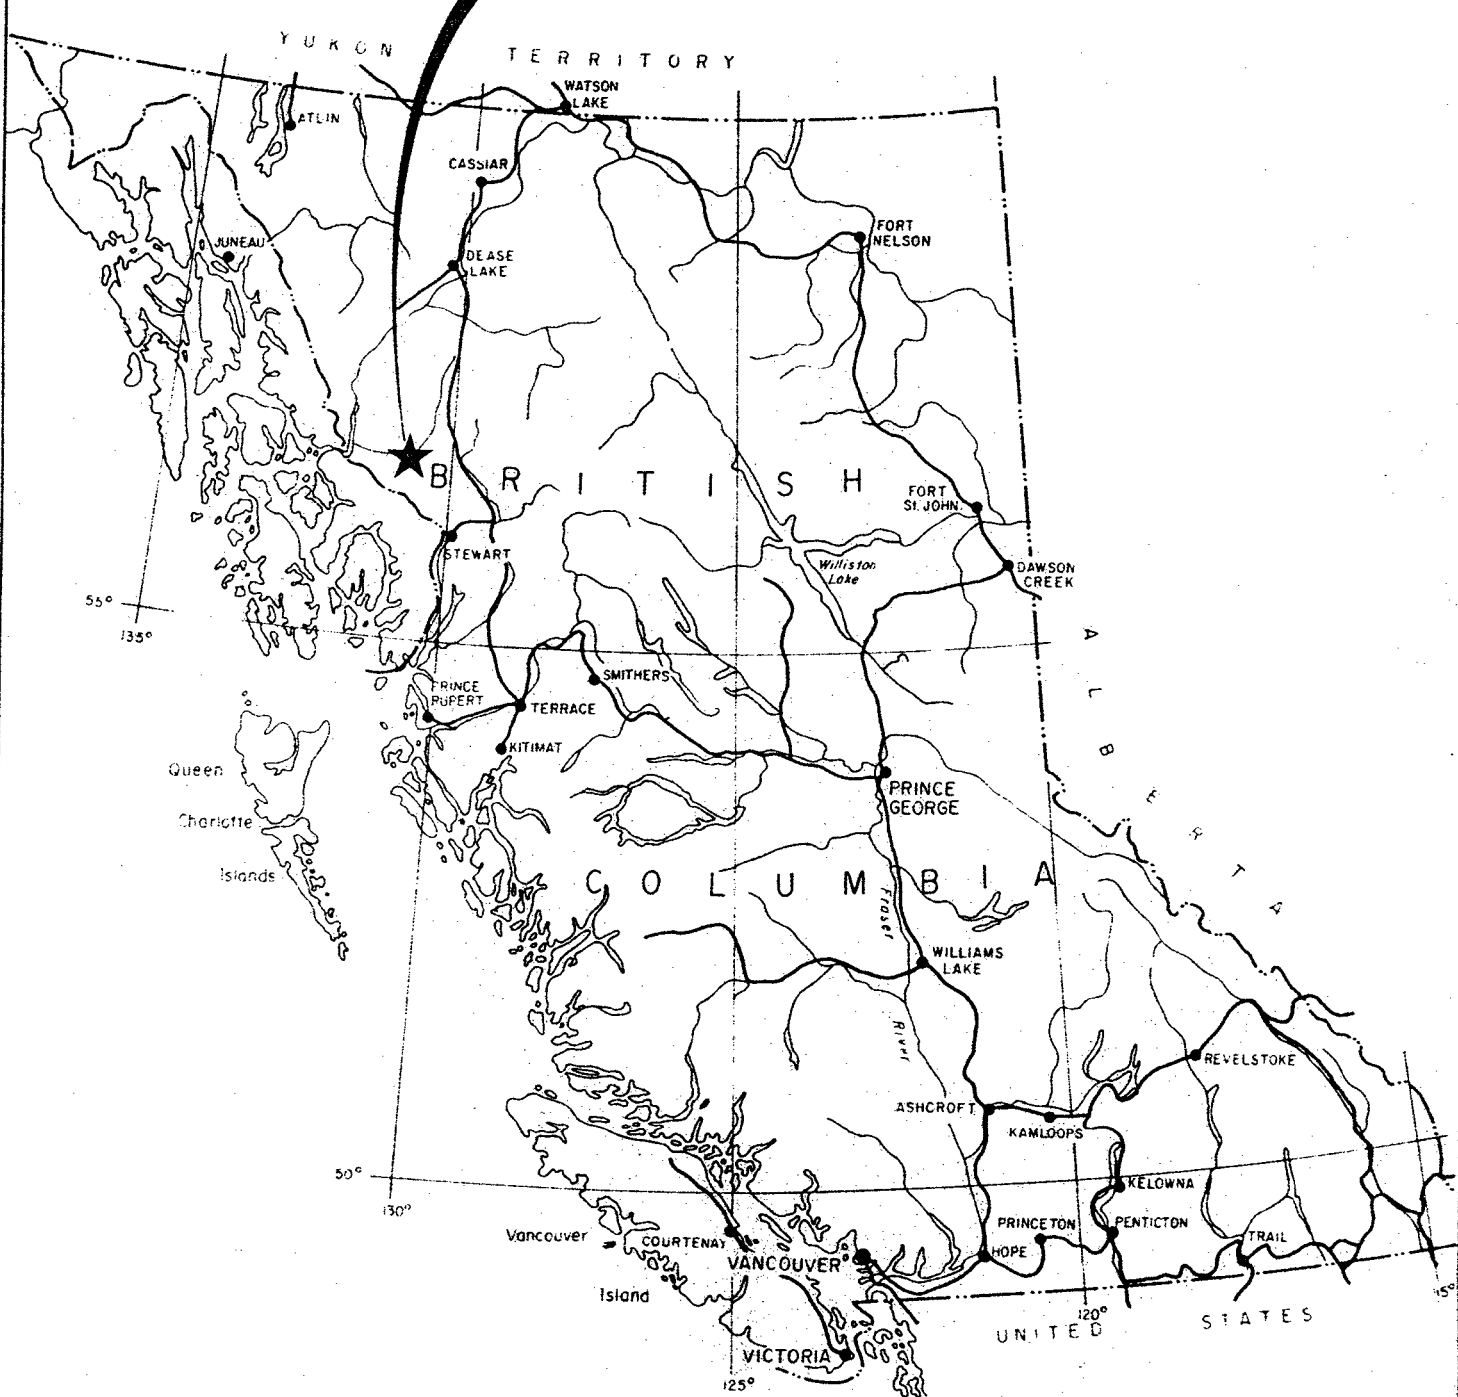 YUKON TERRITORY
WATSON
LAKE
ATLIN
CASSIAR
JUNEAU
DEASE
LAKE
FORT
NELSON
BRITISH
FORT
St. JOHN.
STEWART
Williston
Lake
DAWSON
CREEK
55°
135°
ALBERTA
SMITHERS
PRINCE
RUPERT
TERRACE
KITIMAT
Queen
Charlotte
Islands
PRINCE
GEORGE
COLUMBIA
Fraser
River
WILLIAMS
LAKE
REVELSTOKE
ASHCROFT
KAMLOOPS
50°
130°
KELOWNA
Vancouver
Island
COURTENAY
PRINCETON
PENTICTON
VANCOUVER
HOPE
TRAIL
120°
UNITED STATES
VICTORIA
125°